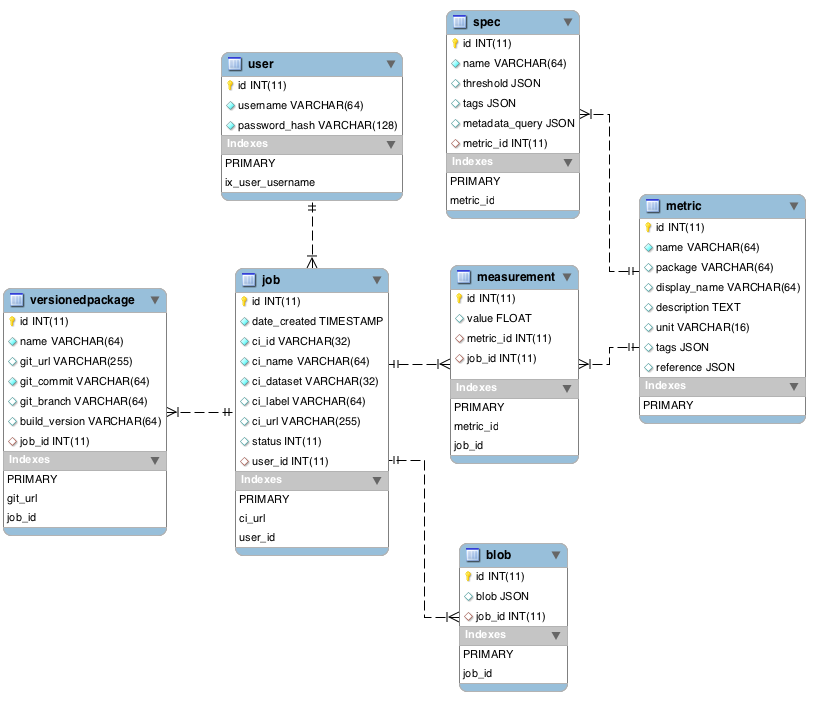 spec
id INT(11)
name VARCHAR(64)
threshold JSON
tags JSON
metadata_query JSON
metric_id INT(11)
Indexes
PRIMARY
metric_id
user
id INT(11)
username VARCHAR(64)
password_hash VARCHAR(128)
Indexes
PRIMARY
ix_user_username
metric
id INT(11)
name VARCHAR(64)
package VARCHAR(64)
display_name VARCHAR(64)
description TEXT
unit VARCHAR(16)
tags JSON
reference JSON
Indexes
PRIMARY
versionedpackage
id INT(11)
name VARCHAR(64)
git_url VARCHAR(255)
git_commit VARCHAR(64)
git_branch VARCHAR(64)
build_version VARCHAR(64)
job_id INT(11)
Indexes
PRIMARY
git_url
job_id
job
id INT(11)
date_created TIMESTAMP
ci_id VARCHAR(32)
ci_name VARCHAR(64)
ci_dataset VARCHAR(32)
ci_label VARCHAR(64)
ci_url VARCHAR(255)
status INT(11)
user_id INT(11)
Indexes
PRIMARY
ci_url
user_id
measurement
id INT(11)
value FLOAT
metric_id INT(11)
job_id INT(11)
Indexes
PRIMARY
metric_id
job_id
blob
id INT(11)
blob JSON
job_id INT(11)
Indexes
PRIMARY
job_id